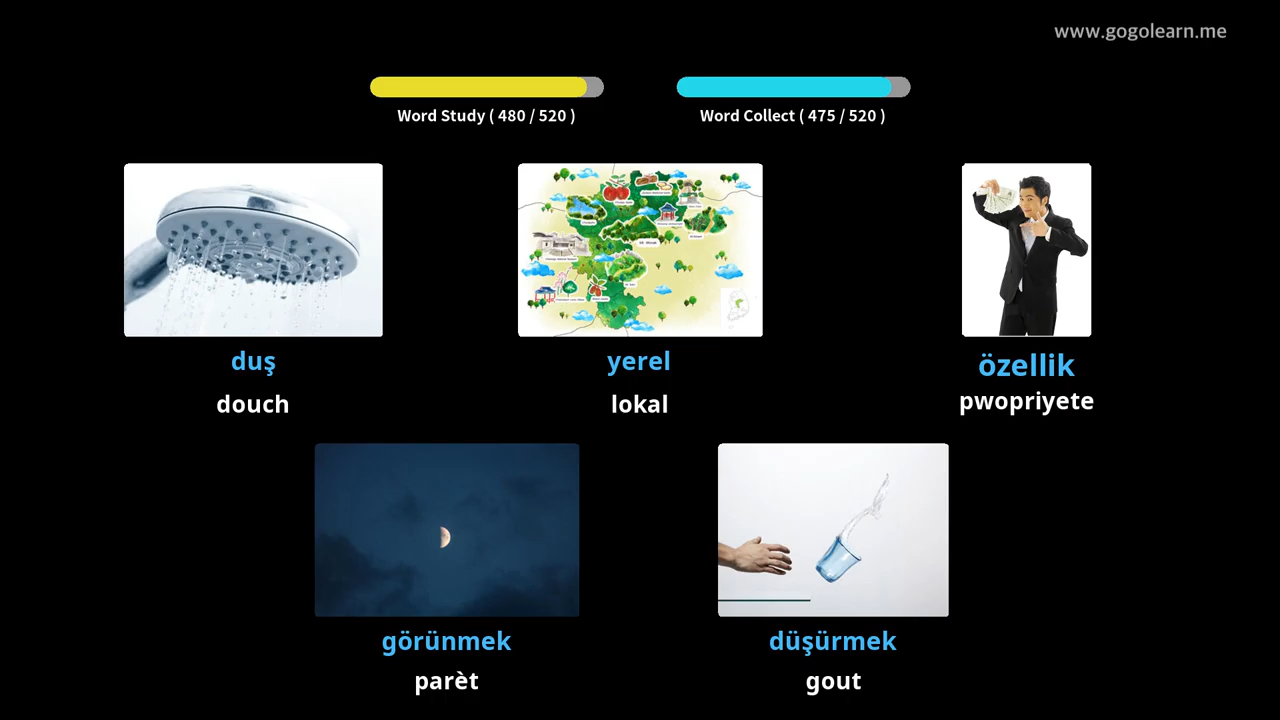 www.gogolearn.me
Word Study ( 480 / 520 )
Word Collect ( 475 / 520 )
duş
yerel
özellik
douch
lokal
pwopriyete
görünmek
düşürmek
parèt
gout